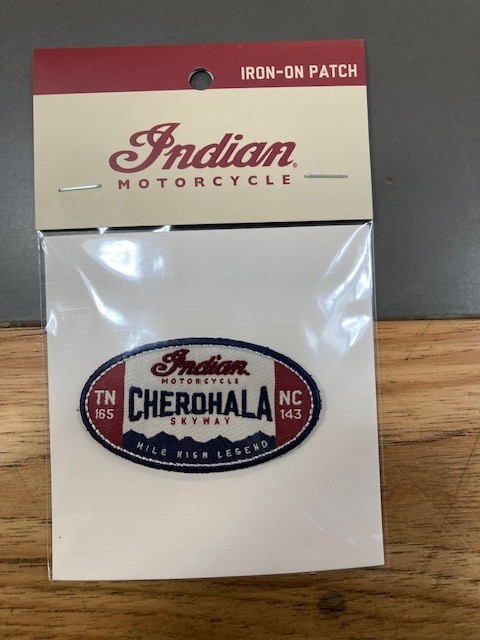 IRON-ON PATCH
Indian
MOTORCYCLE
Indian
MOTORCYCLE
TN
165
CHEROHALA
NC
143
SKYWAY
MILE HIGH LEGEND